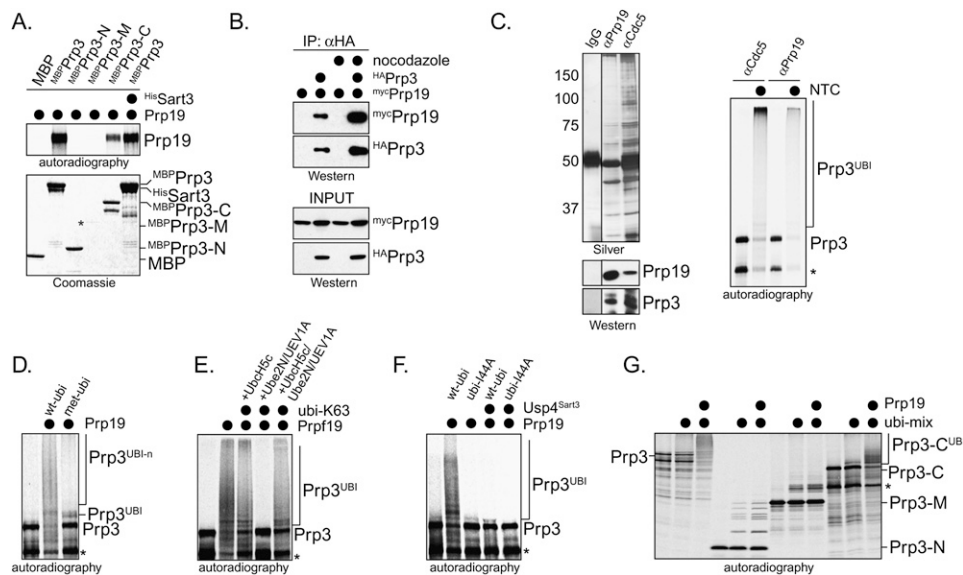 A.
MBP
MBPPrp3
MBPPrp3-N
MBPPrp3-M
MBPPrp3-C
MBPPrp3
HisSart3
Prp19
Prp19
autoradiography
MBPPrp3
HisSart3
MBPPrp3-C
*
MBPPrp3-M
MBPPrp3-N
MBP
Coomassie
B.
IP: αHA
nocodazole
HAPrp3
mycPrp19
mycPrp19
HAPrp3
Western
INPUT
mycPrp19
HAPrp3
Western
C.
IgG
αPrp19
αCdc5
150
100
75
50
37
Silver
Prp19
Prp3
Western
αCdc5
αPrp19
NTC
Prp3UBI
Prp3
*
autoradiography
D.
wt-ubi
met-ubi
Prp19
Prp3UBI-n
Prp3UBI
Prp3
*
autoradiography
E.
+UbcH5c
+Ube2N/UEV1A
+UbcH5c/
Ube2N/UEV1A
ubi-K63
Prpf19
Prp3UBI
Prp3
*
autoradiography
F.
wt-ubi
ubi-I44A
wt-ubi
ubi-I44A
Usp4Sart3
Prp19
Prp3UBI
Prp3
*
autoradiography
G.
Prp19
ubi-mix
Prp3
Prp3-CUB
Prp3-C
*
Prp3-M
Prp3-N
autoradiography